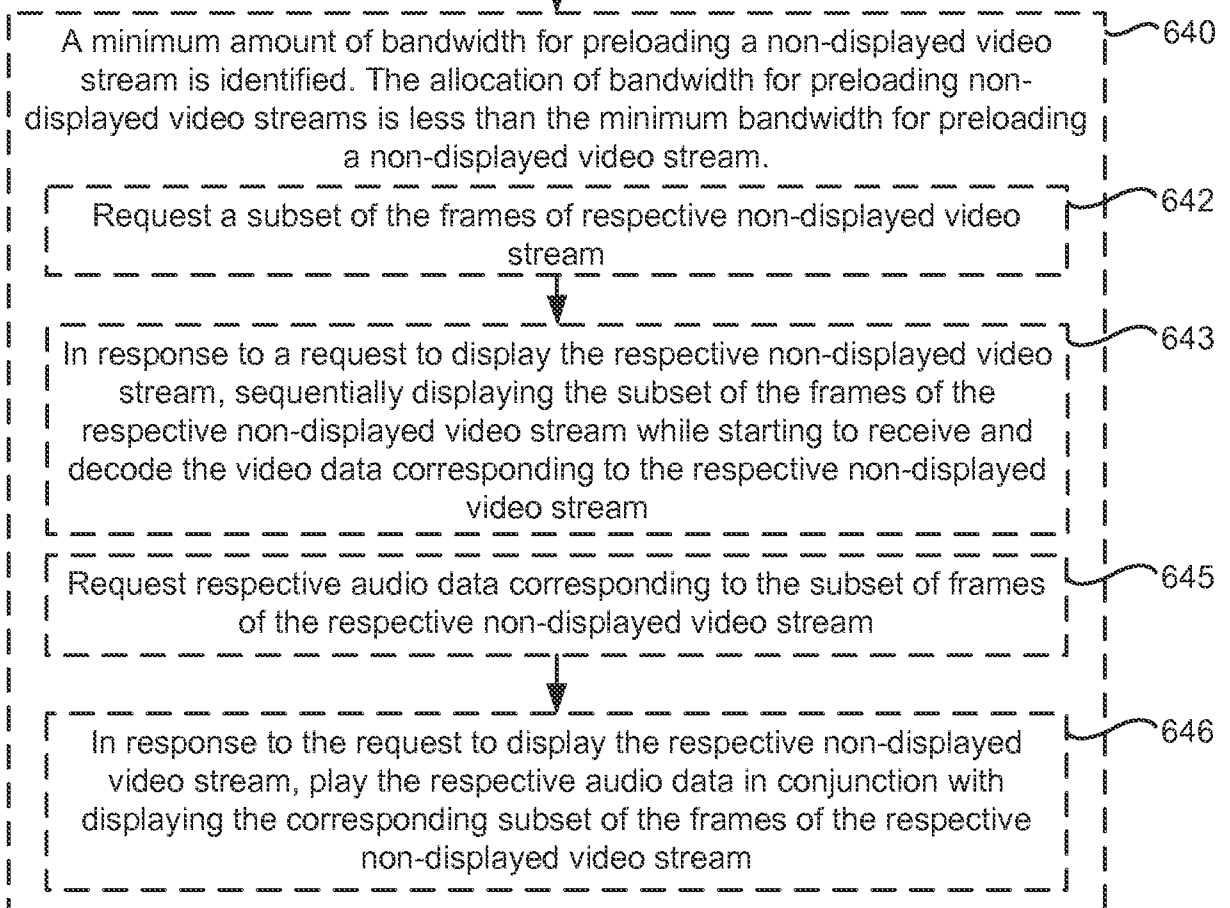 A minimum amount of bandwidth for preloading a non-displayed video
stream is identified. The allocation of bandwidth for preloading non-
displayed video streams is less than the minimum bandwidth for preloading
a non-displayed video stream.
640
Request a subset of the frames of respective non-displayed video
stream
642
In response to a request to display the respective non-displayed video
stream, sequentially displaying the subset of the frames of the
respective non-displayed video stream while starting to receive and
decode the video data corresponding to the respective non-displayed
video stream
643
Request respective audio data corresponding to the subset of frames
of the respective non-displayed video stream
645
In response to the request to display the respective non-displayed
video stream, play the respective audio data in conjunction with
displaying the corresponding subset of the frames of the respective
non-displayed video stream
646